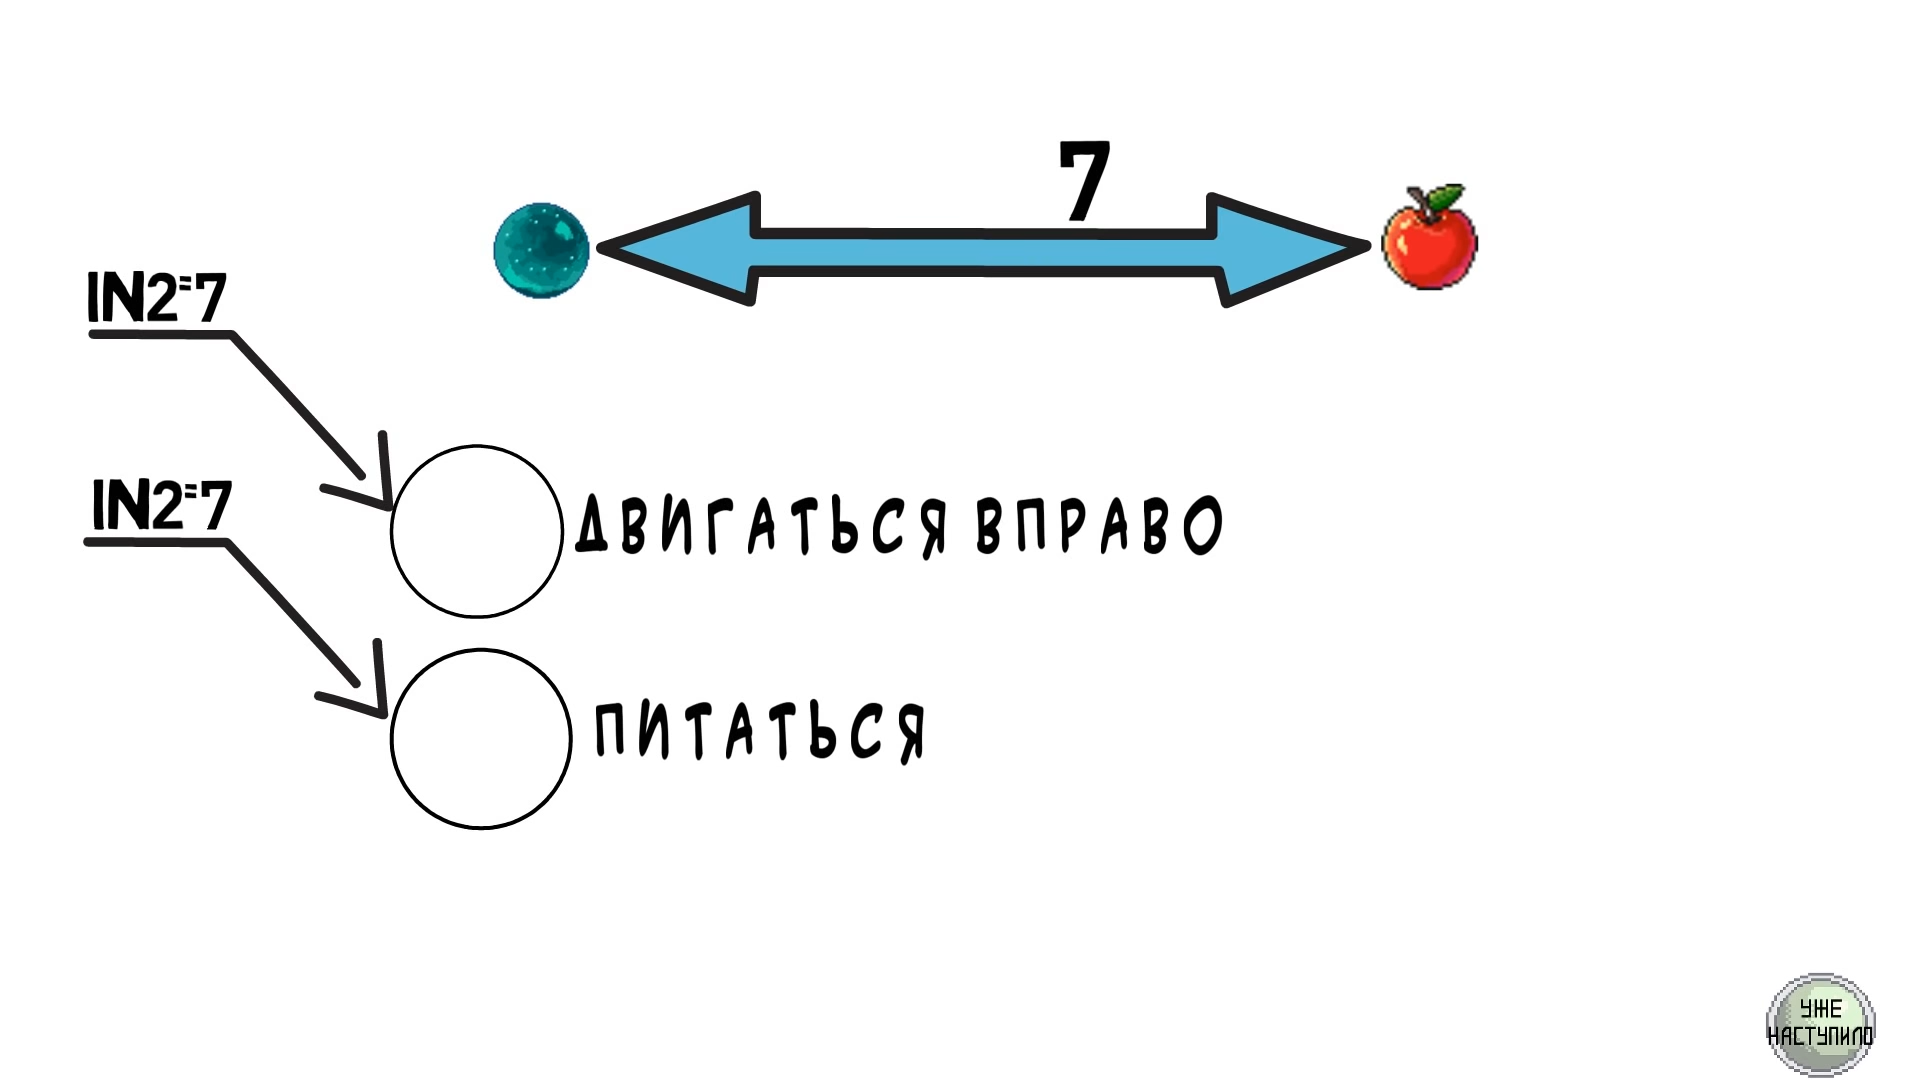 7
IN2=7
IN2=7
ДВИГАТЬСЯ ВПРАВО
ПИТАТЬСЯ
УЖЕ
НАСТУПИЛО